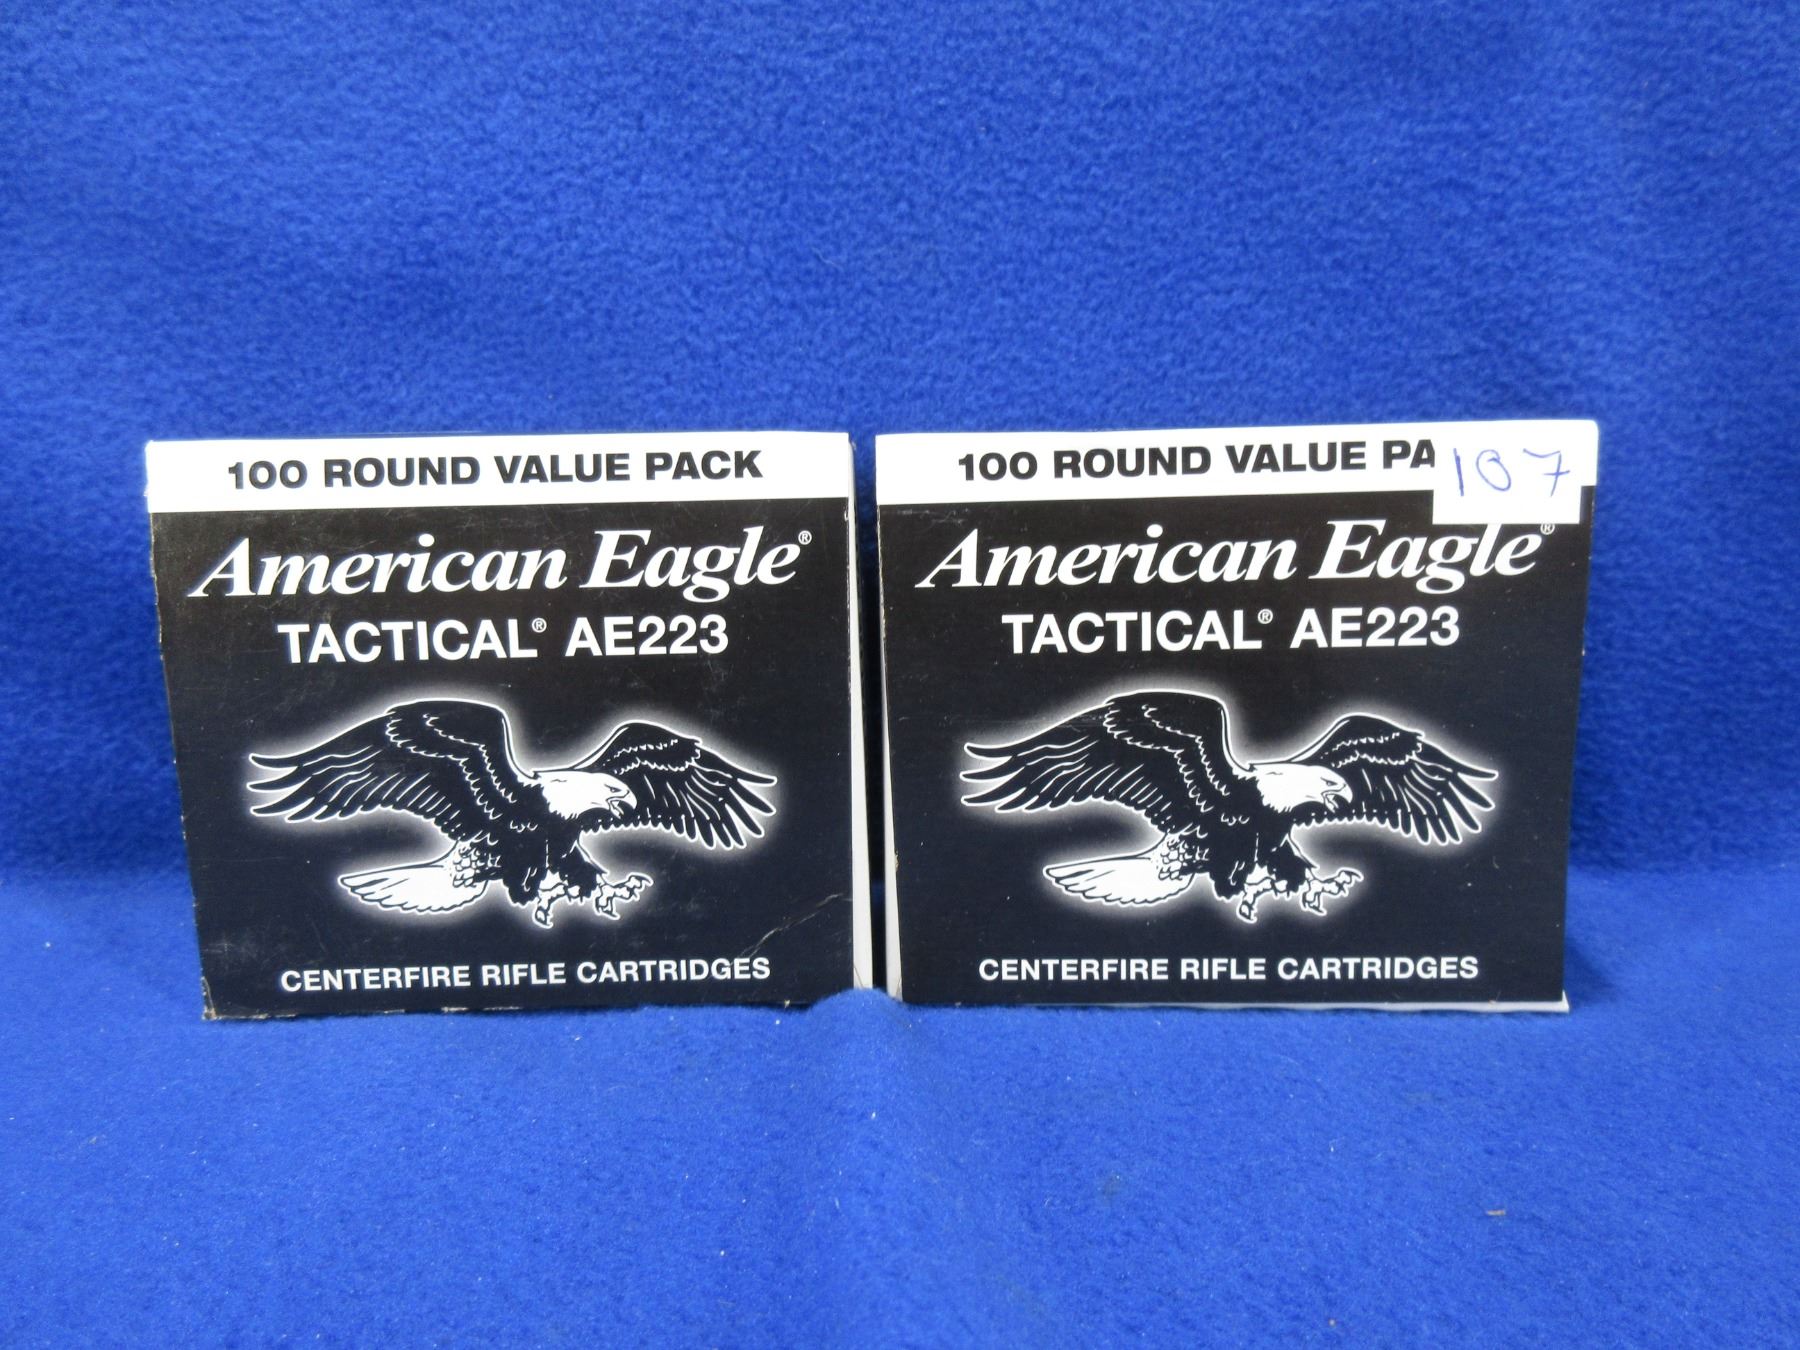 100 ROUND VALUE PACK
American Eagle®
TACTICAL® AE223
CENTERFIRE RIFLE CARTRIDGES
100 ROUND VALUE PA
107
American Eagle®
TACTICAL® AE223
CENTERFIRE RIFLE CARTRIDGES